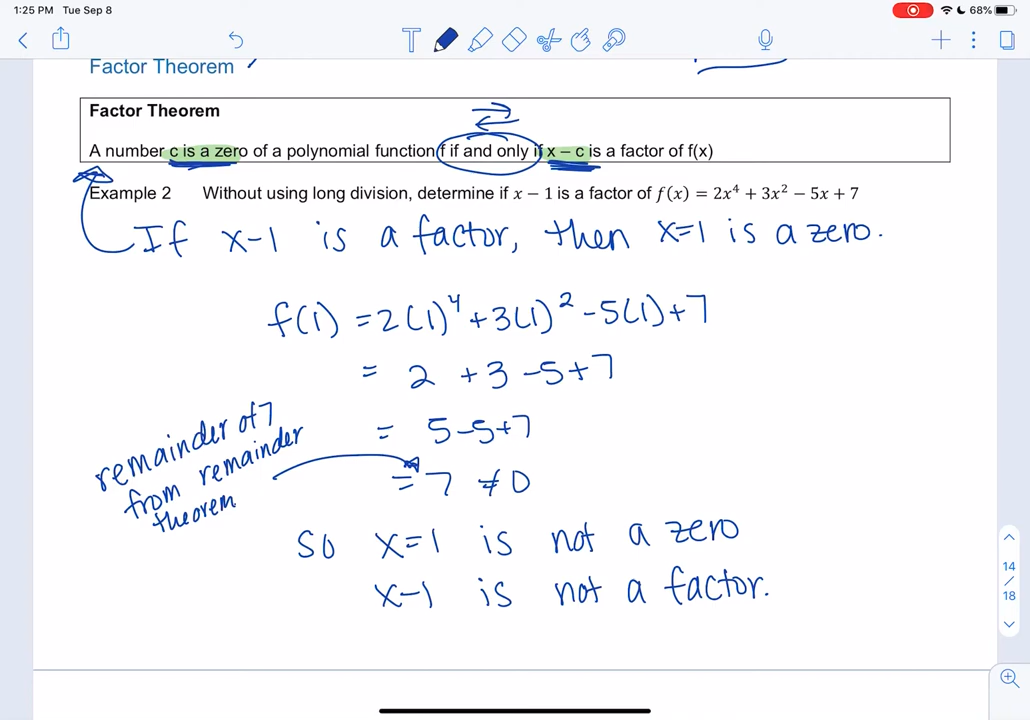 1:25 PM Tue Sep 8
68%
T
Factor Theorem
Factor Theorem
A number c is a zero of a polynomial function f if and only if x – c is a factor of f(x)
Example 2 Without using long division, determine if x − 1 is a factor of f(x) = 2x⁴ + 3x² − 5x + 7
If x-1 is a factor, then x=1 is a zero.
f(1) = 2(1)⁴ + 3(1)² - 5(1) + 7
= 2 + 3 - 5 + 7
= 5 - 5 + 7
= 7 ≠ 0
remainder of 7
from remainder
theorem
So x=1 is not a zero
x-1 is not a factor.
14
/
18